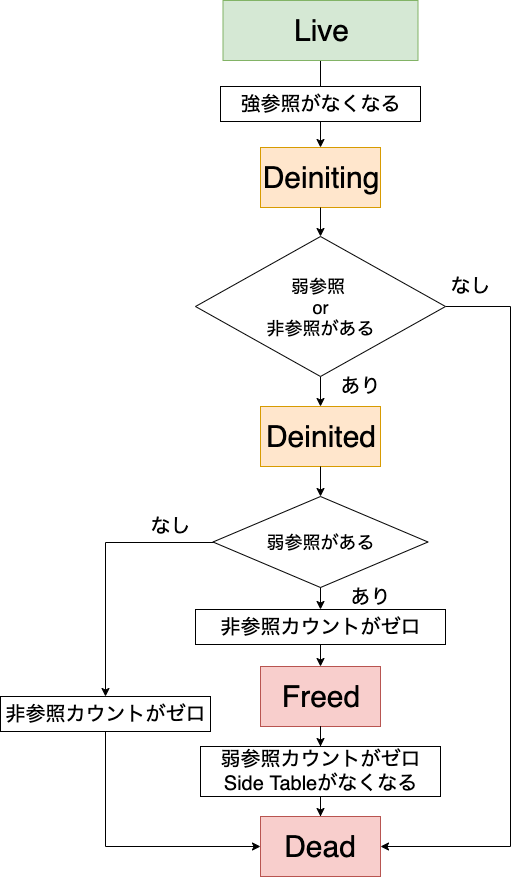 Live
強参照がなくなる
Deiniting
弱参照
or
非参照がある
なし
あり
Deinited
なし
弱参照がある
あり
非参照カウントがゼロ
Freed
非参照カウントがゼロ
弱参照カウントがゼロ
Side Tableがなくなる
Dead